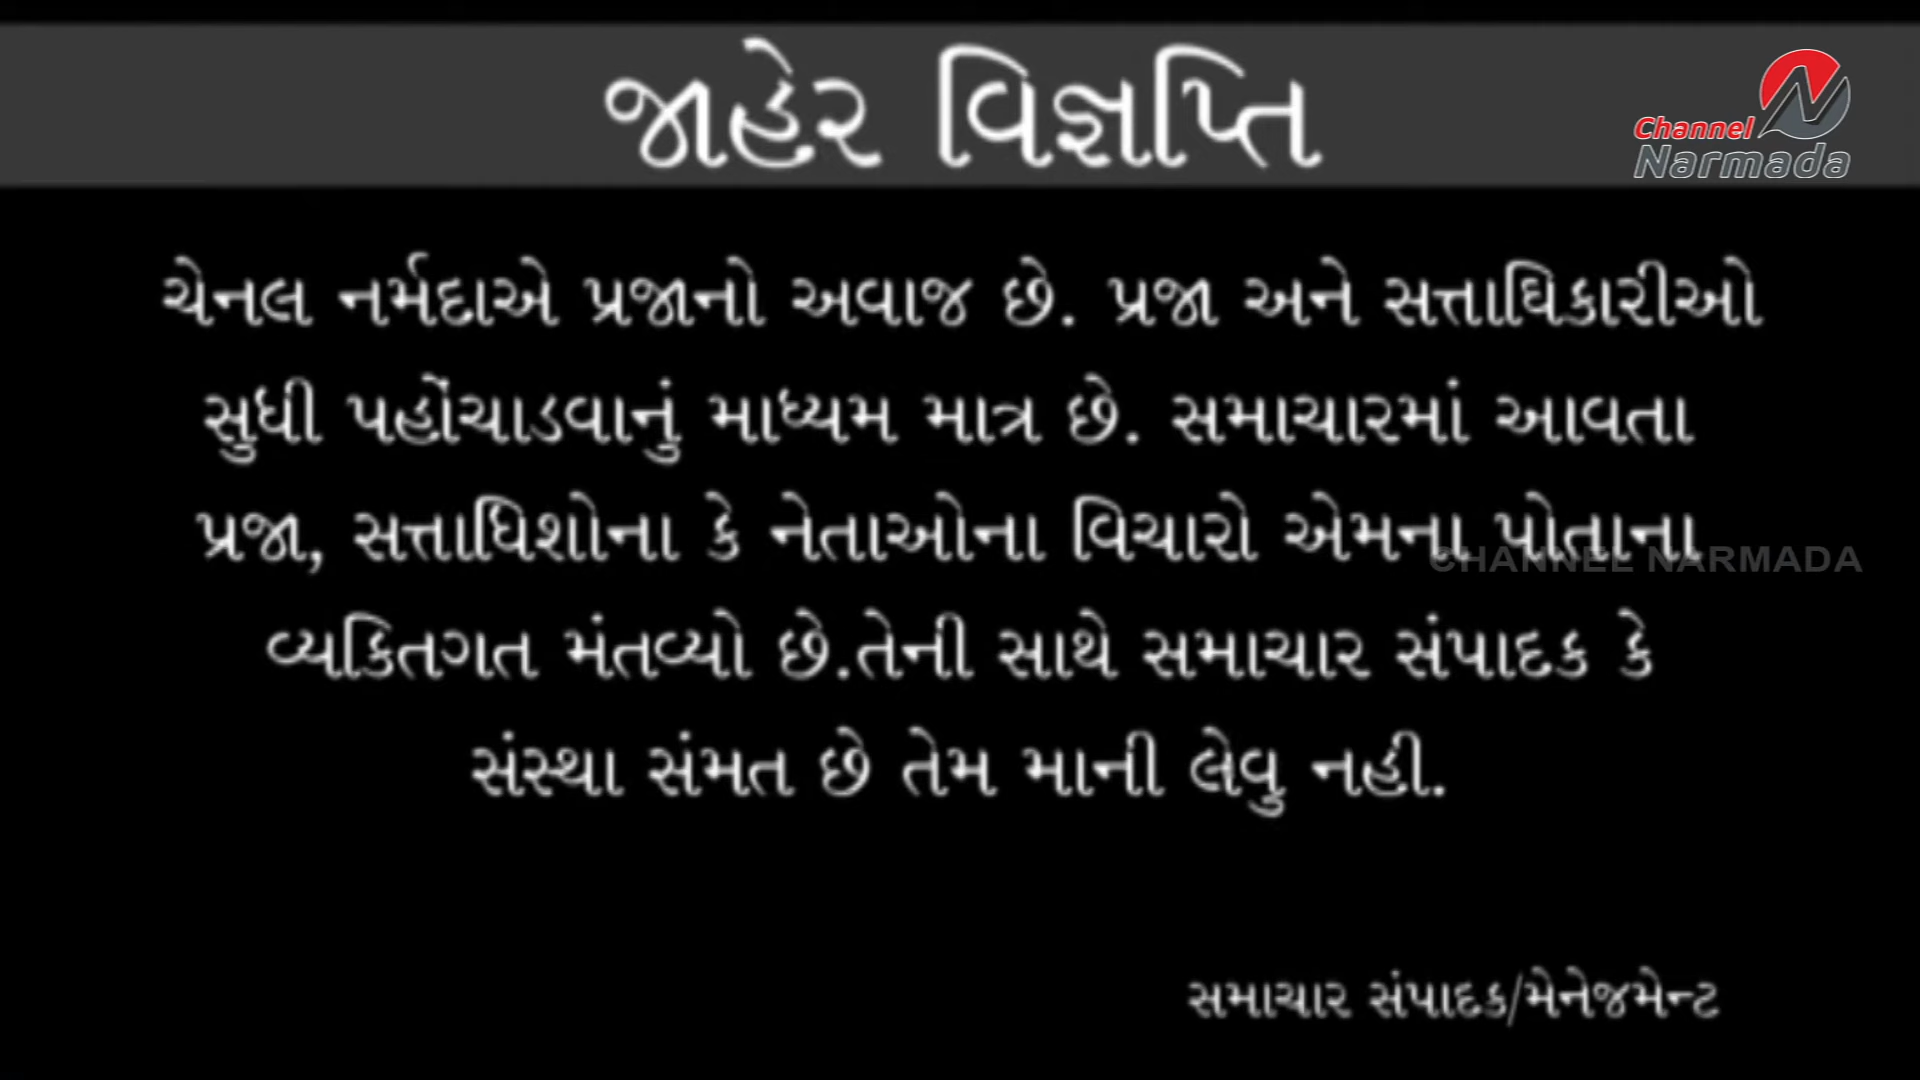 જાહેર વિજ્ઞપ્તિ
Channel
Narmada
ચેનલ નર્મદાએ પ્રજાનો અવાજ છે. પ્રજા અને સત્તાધિકારીઓ
સુધી પહોંચાડવાનું માધ્યમ માત્ર છે. સમાચારમાં આવતા
પ્રજા, સત્તાધિશોના કે નેતાઓના વિચારો એમના પોતાના
CHANNEL NARMADA
વ્યકિતગત મંતવ્યો છે.તેની સાથે સમાચાર સંપાદક કે
સંસ્થા સંમત છે તેમ માની લેવુ નહી.
સમાચાર સંપાદક/મેનેજમેન્ટ